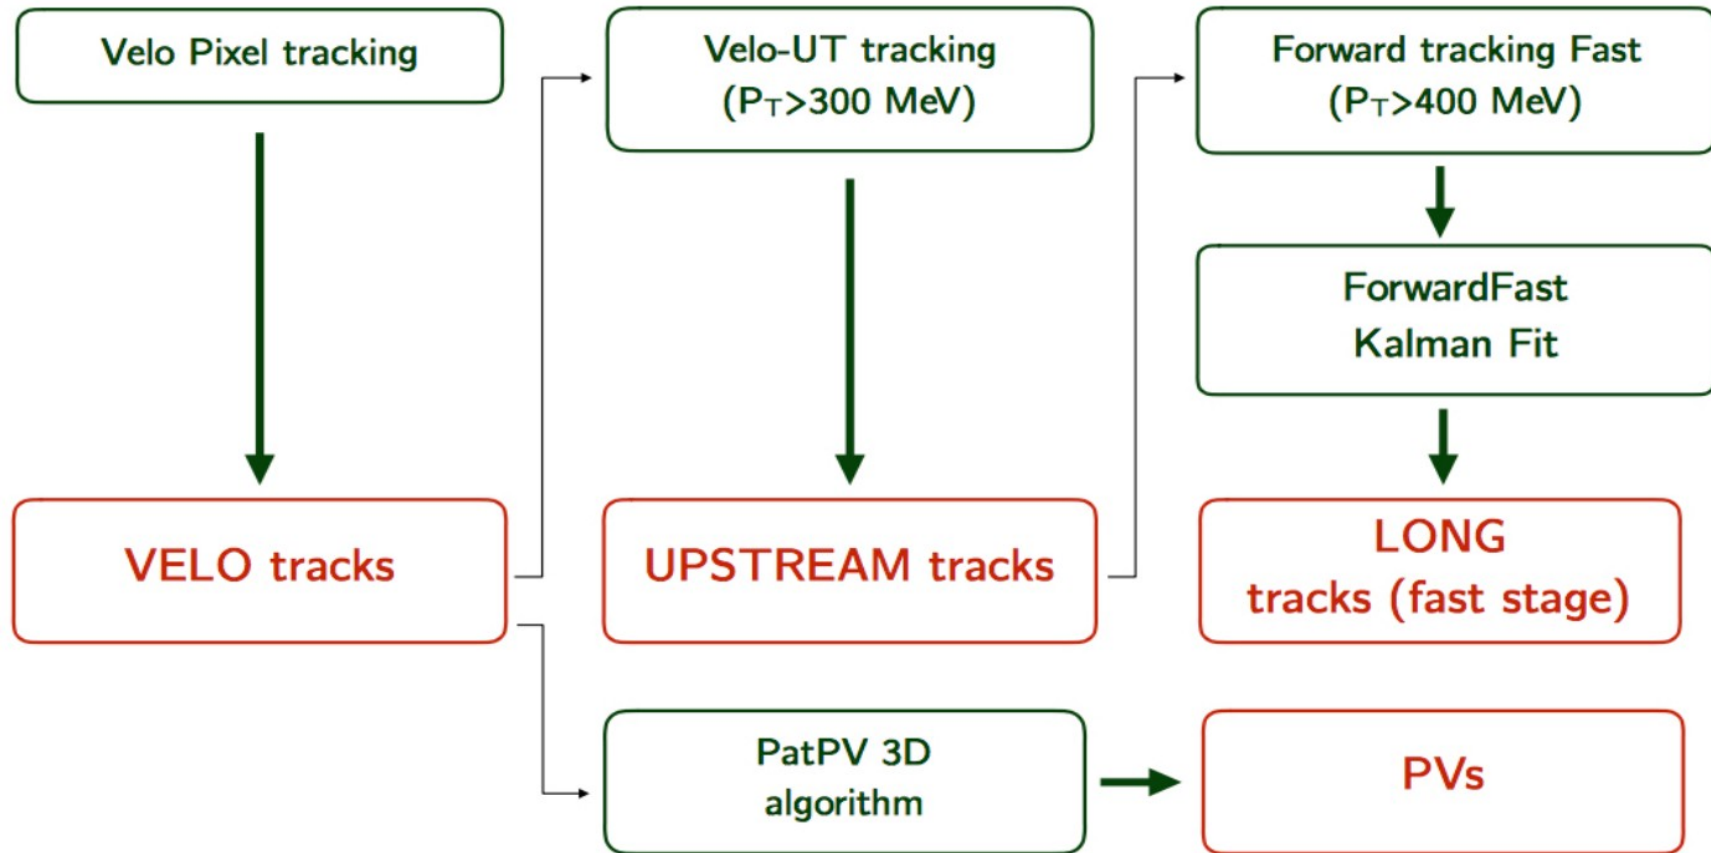 Velo Pixel tracking
Velo-UT tracking
(PT>300 MeV)
Forward tracking Fast
(PT>400 MeV)
ForwardFast
Kalman Fit
VELO tracks
UPSTREAM tracks
LONG
tracks (fast stage)
PatPV 3D
algorithm
PVs